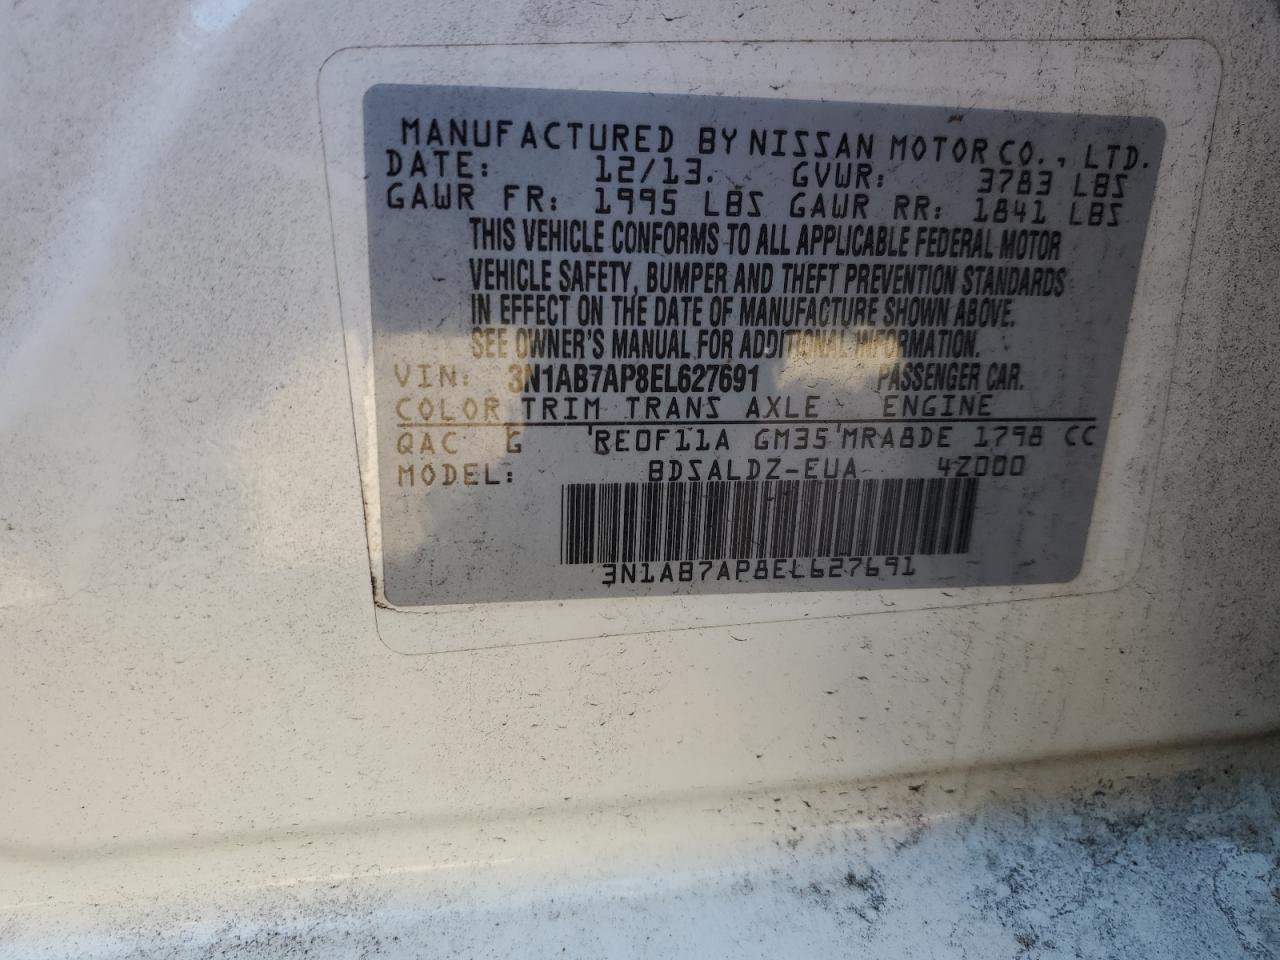 MANUFACTURED BY NISSAN MOTOR CO., LTD.
DATE: 12/13. GVWR: 3783 LBS
GAWR FR: 1995 LBS GAWR RR: 1841 LBS
THIS VEHICLE CONFORMS TO ALL APPLICABLE FEDERAL MOTOR
VEHICLE SAFETY, BUMPER AND THEFT PREVENTION STANDARDS
IN EFFECT ON THE DATE OF MANUFACTURE SHOWN ABOVE.
SEE OWNER'S MANUAL FOR ADDITIONAL INFORMATION.
VIN: 3N1AB7AP8EL627691 PASSENGER CAR.
COLOR TRIM TRANS AXLE ENGINE
QAC G RE0F11A GM35 MRA8DE 1798 CC
MODEL: BDSALDZ-EUA 4Z000
3N1AB7AP8EL627691